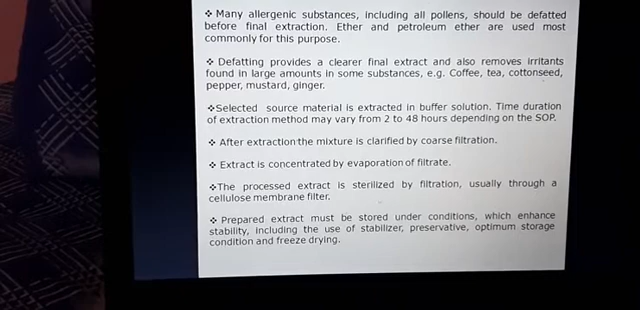 ❖ Many allergenic substances, including all pollens, should be defatted
before final extraction. Ether and petroleum ether are used most
commonly for this purpose.
❖ Defatting provides a clearer final extract and also removes irritants
found in large amounts in some substances, e.g. Coffee, tea, cottonseed,
pepper, mustard, ginger.
❖Selected source material is extracted in buffer solution. Time duration
of extraction method may vary from 2 to 48 hours depending on the SOP.
❖ After extraction the mixture is clarified by coarse filtration.
❖ Extract is concentrated by evaporation of filtrate.
❖The processed extract is sterilized by filtration, usually through a
cellulose membrane filter.
❖ Prepared extract must be stored under conditions, which enhance
stability, including the use of stabilizer, preservative, optimum storage
condition and freeze drying.